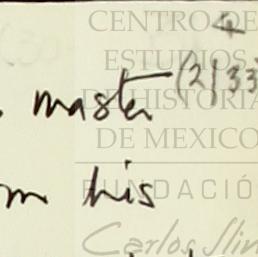 CENTRO DE
ESTUDIOS
DE HISTORIA
DE MEXICO
FUNDACIÓ
Carlos Slim
master (2/33
his